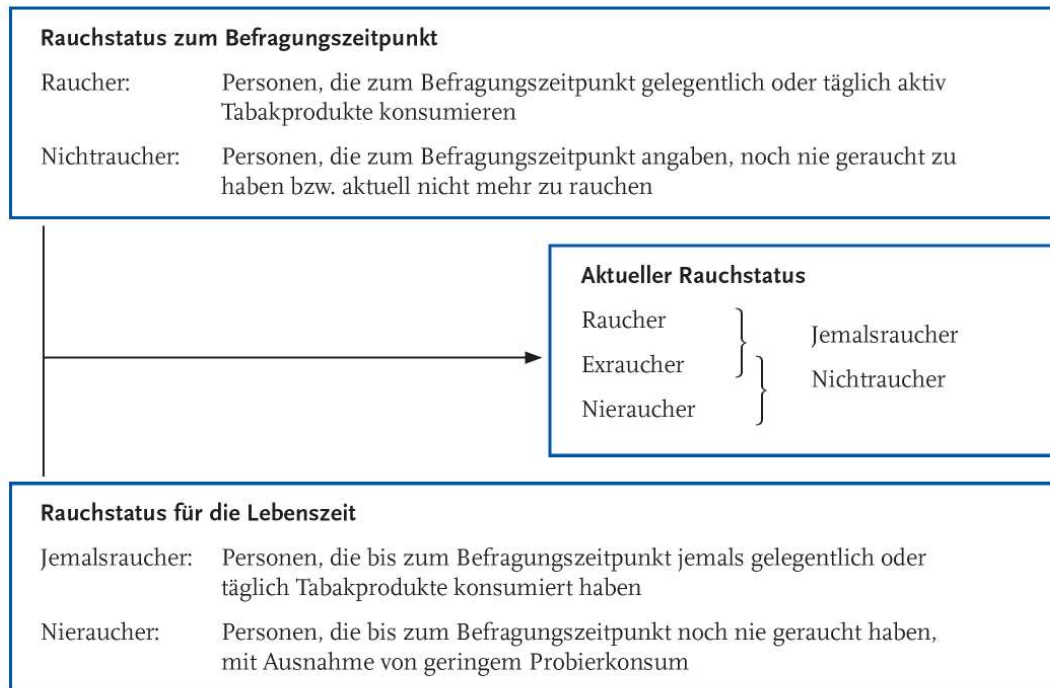 Rauchstatus zum Befragungszeitpunkt
Raucher: Personen, die zum Befragungszeitpunkt gelegentlich oder täglich aktiv
Tabakprodukte konsumieren
Nichtraucher: Personen, die zum Befragungszeitpunkt angaben, noch nie geraucht zu
haben bzw. aktuell nicht mehr zu rauchen
Aktueller Rauchstatus
Raucher
Jemalsraucher
Exraucher
Nichtraucher
Nieraucher
Rauchstatus für die Lebenszeit
Jemalsraucher: Personen, die bis zum Befragungszeitpunkt jemals gelegentlich oder
täglich Tabakprodukte konsumiert haben
Nieraucher: Personen, die bis zum Befragungszeitpunkt noch nie geraucht haben,
mit Ausnahme von geringem Probierkonsum